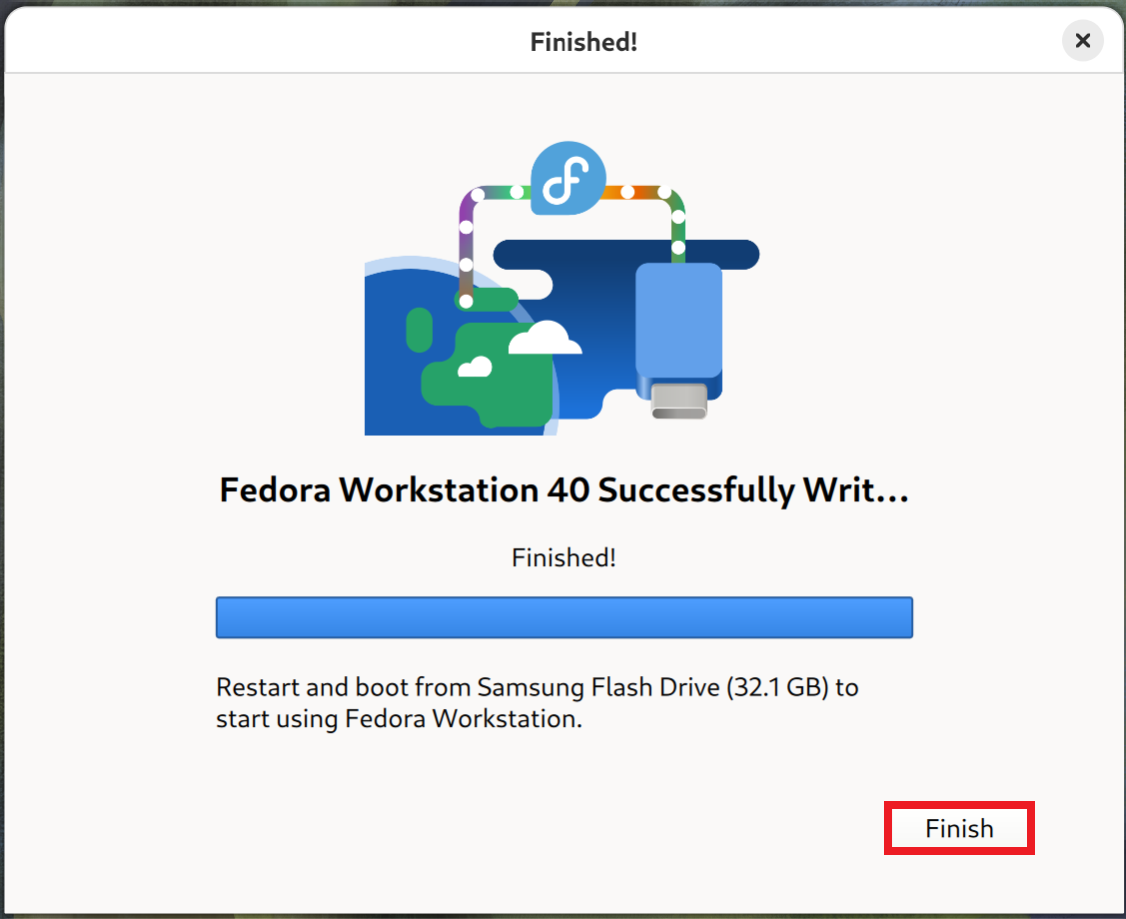 Finished!
Fedora Workstation 40 Successfully Writ...
Finished!
Restart and boot from Samsung Flash Drive (32.1 GB) to
start using Fedora Workstation.
Finish